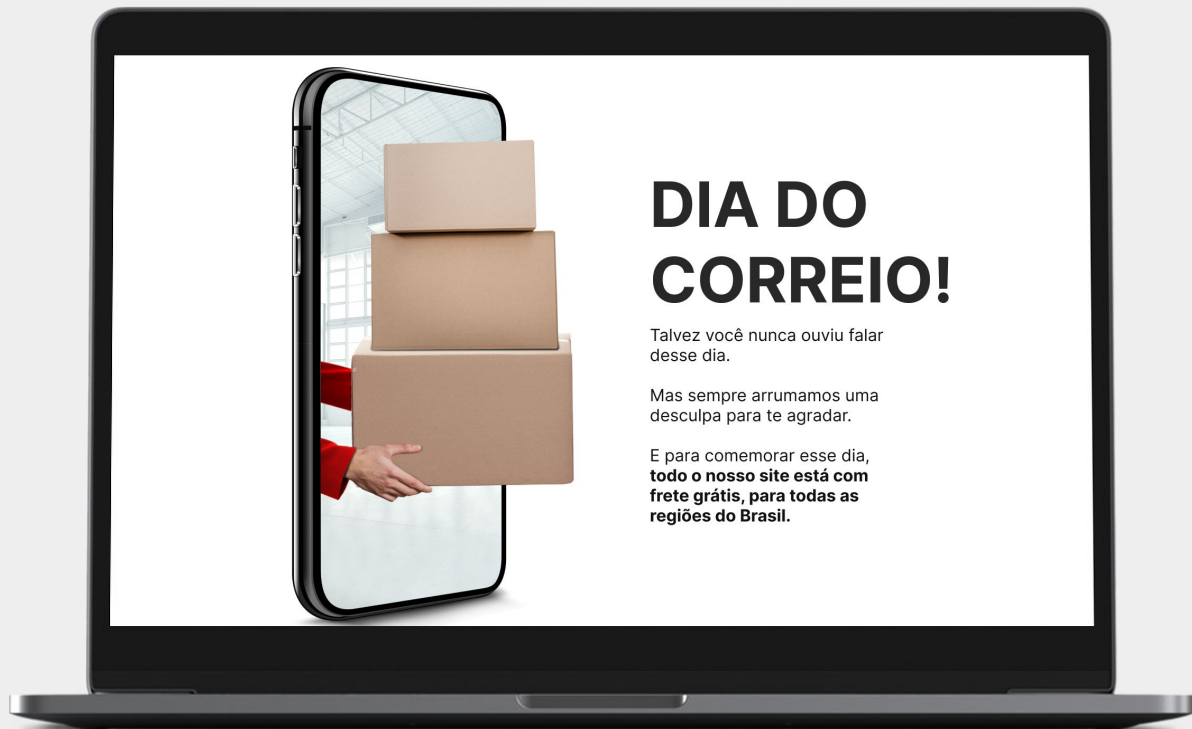 DIA DO
CORREIO!
Talvez você nunca ouviu falar
desse dia.
Mas sempre arrumamos uma
desculpa para te agradar.
E para comemorar esse dia,
todo o nosso site está com
frete grátis, para todas as
regiões do Brasil.